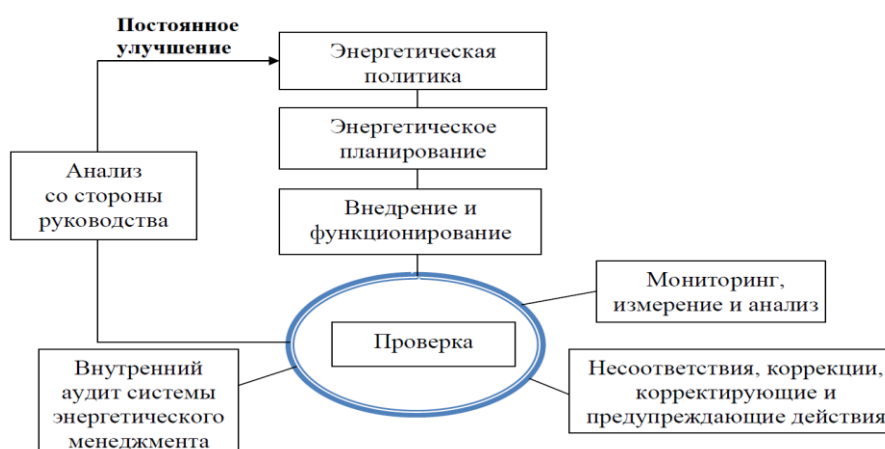 Постоянное
улучшение
Энергетическая
политика
Энергетическое
планирование
Анализ
со стороны
руководства
Внедрение и
функционирование
Мониторинг,
измерение и анализ
Проверка
Внутренний
аудит системы
энергетического
менеджмента
Несоответствия, коррекции,
корректирующие и
предупреждающие действия